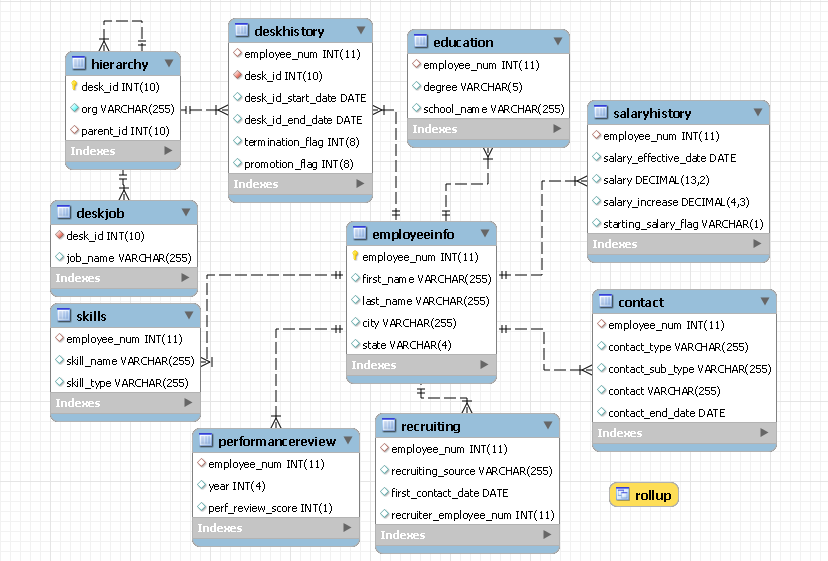 hierarchy
desk_id INT(10)
org VARCHAR(255)
parent_id INT(10)
Indexes
deskhistory
employee_num INT(11)
desk_id INT(10)
desk_id_start_date DATE
desk_id_end_date DATE
termination_flag INT(8)
promotion_flag INT(8)
Indexes
education
employee_num INT(11)
degree VARCHAR(5)
school_name VARCHAR(255)
Indexes
salaryhistory
employee_num INT(11)
salary_effective_date DATE
salary DECIMAL(13,2)
salary_increase DECIMAL(4,3)
starting_salary_flag VARCHAR(1)
Indexes
deskjob
desk_id INT(10)
job_name VARCHAR(255)
Indexes
employeeinfo
employee_num INT(11)
first_name VARCHAR(255)
last_name VARCHAR(255)
city VARCHAR(255)
state VARCHAR(4)
Indexes
skills
employee_num INT(11)
skill_name VARCHAR(255)
skill_type VARCHAR(255)
Indexes
contact
employee_num INT(11)
contact_type VARCHAR(255)
contact_sub_type VARCHAR(255)
contact VARCHAR(255)
contact_end_date DATE
Indexes
performancereview
employee_num INT(11)
year INT(4)
perf_review_score INT(1)
Indexes
recruiting
employee_num INT(11)
recruiting_source VARCHAR(255)
first_contact_date DATE
recruiter_employee_num INT(11)
Indexes
rollup